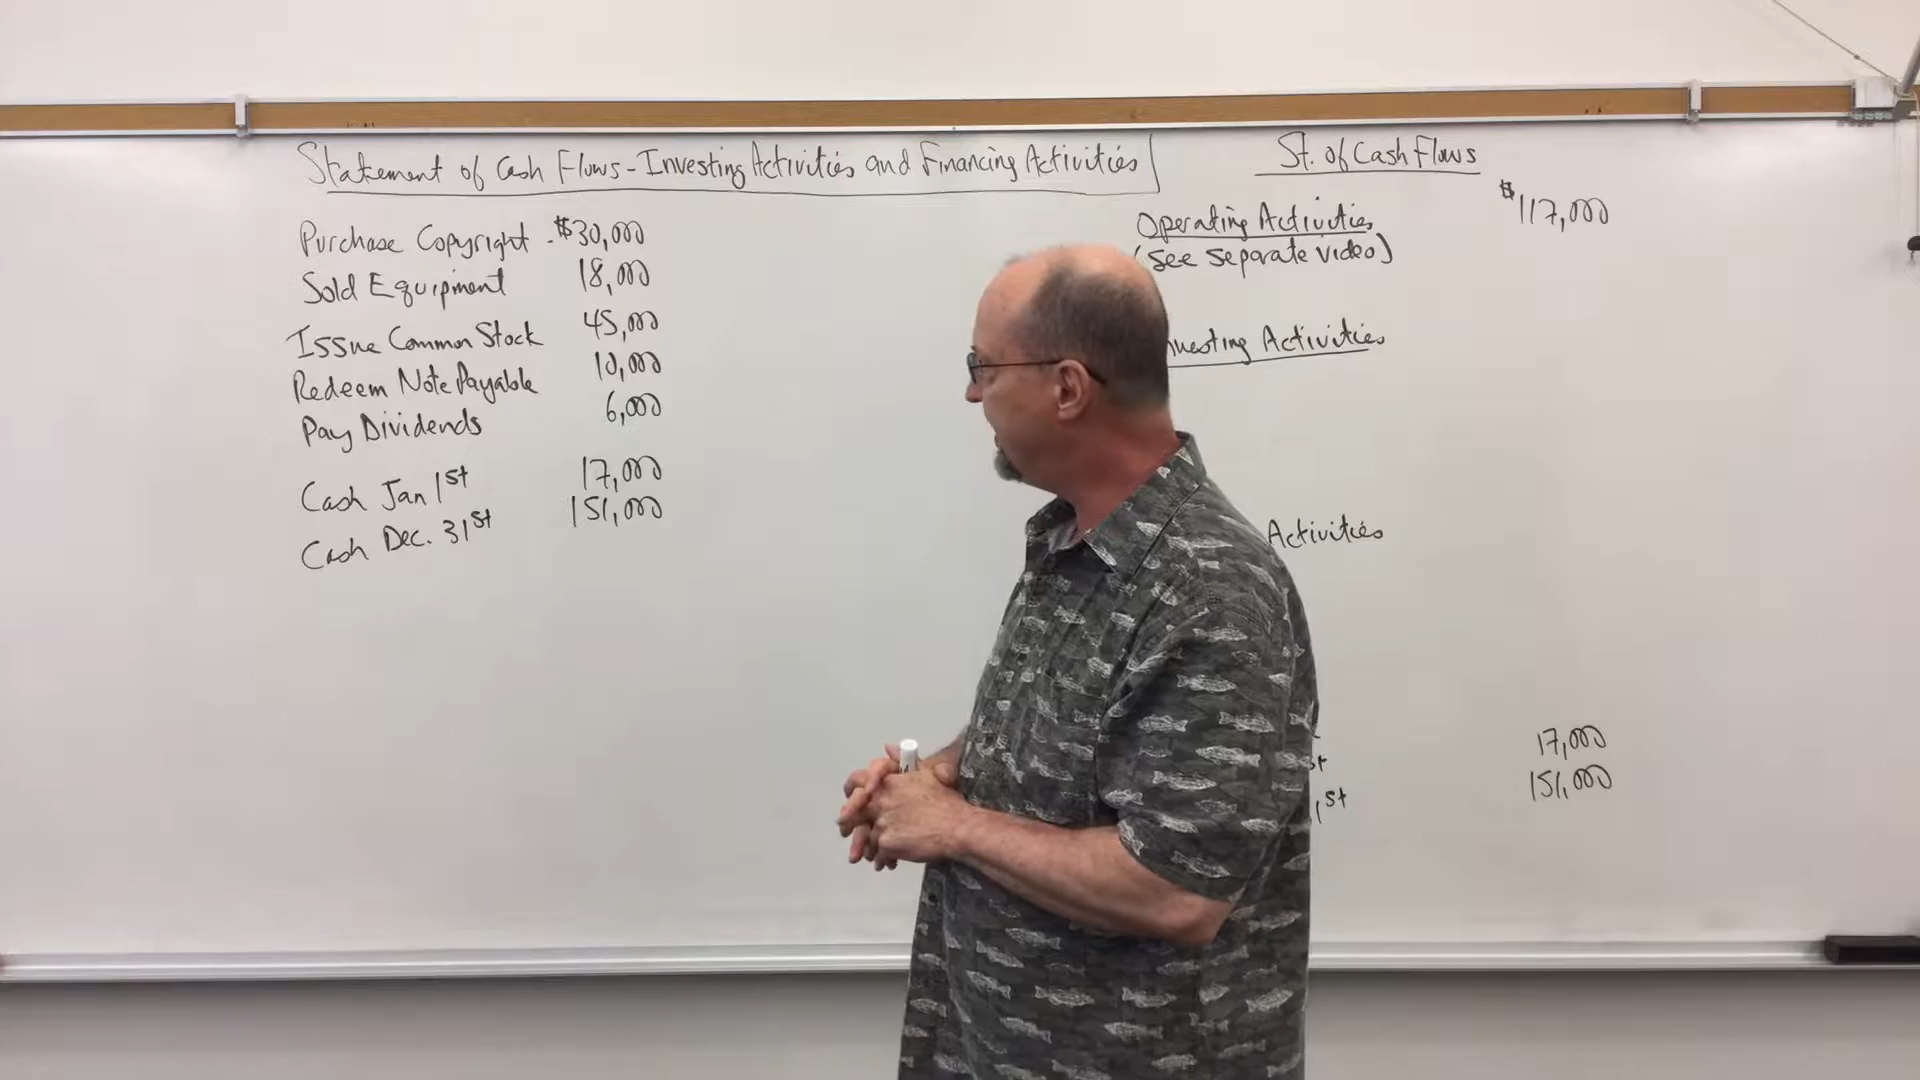 Statement of Cash Flows - Investing Activities and Financing Activities
Purchase Copyright - $30,000
Sold Equipment 18,000
Issue Common Stock 45,000
Redeem Note Payable 10,000
Pay Dividends 6,000
Cash Jan 1st 17,000
Cash Dec. 31st 151,000
St. of Cash Flows
Operating Activities $117,000
(see separate video)
Activities
Activities
17,000
151,000